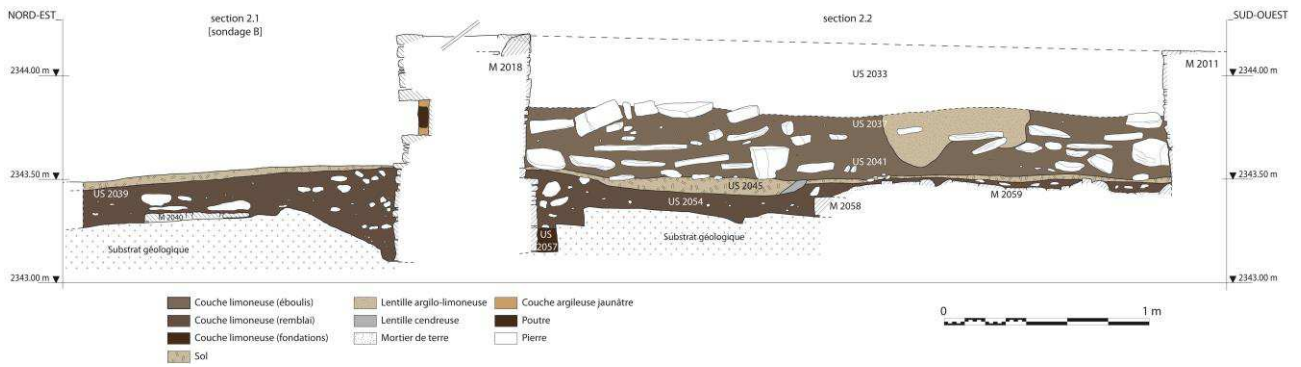 NORD-EST
section 2.1
[sondage B]
section 2.2
SUD-OUEST
M 2018
M 2011
2344.00 m
US 2033
2344.00 m
US 2037
US 2041
2343.50 m
US 2039
US 2045
2343.50 m
M 2040
US 2054
M 2058
M 2059
Substrat géologique
US
2057
Substrat géologique
2343.00 m
2343.00 m
Couche limoneuse (éboulis)
Lentille argilo-limoneuse
Couche argileuse jaunâtre
Couche limoneuse (remblai)
Lentille cendreuse
Poutre
Couche limoneuse (fondations)
Mortier de terre
Pierre
Sol
0
1 m